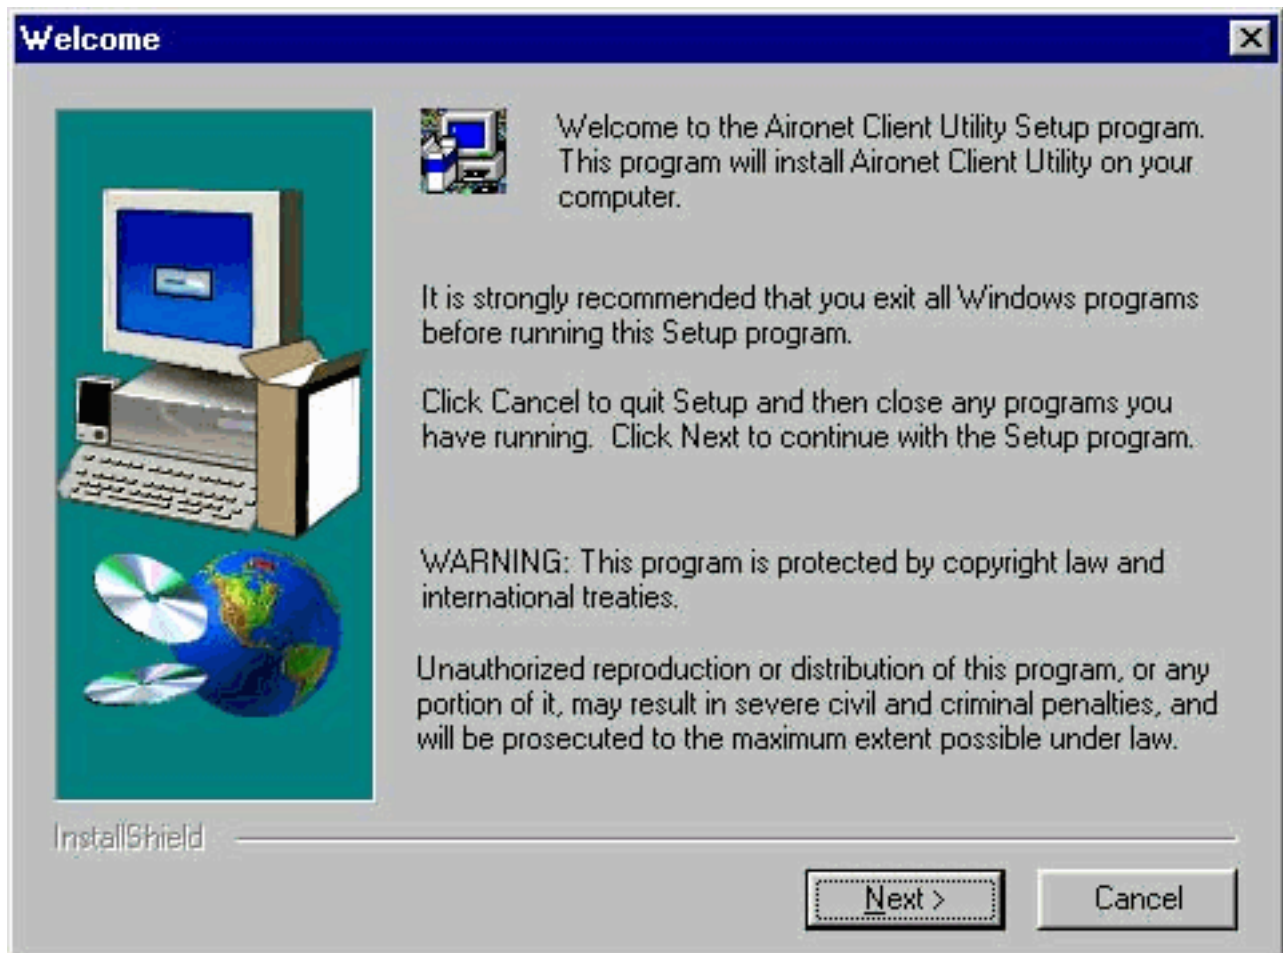 Welcome
Welcome to the Aironet Client Utility Setup program.
This program will install Aironet Client Utility on your
computer.
It is strongly recommended that you exit all Windows programs
before running this Setup program.
Click Cancel to quit Setup and then close any programs you
have running.  Click Next to continue with the Setup program.
WARNING: This program is protected by copyright law and
international treaties.
Unauthorized reproduction or distribution of this program, or any
portion of it, may result in severe civil and criminal penalties, and
will be prosecuted to the maximum extent possible under law.
InstallShield
Next >
Cancel